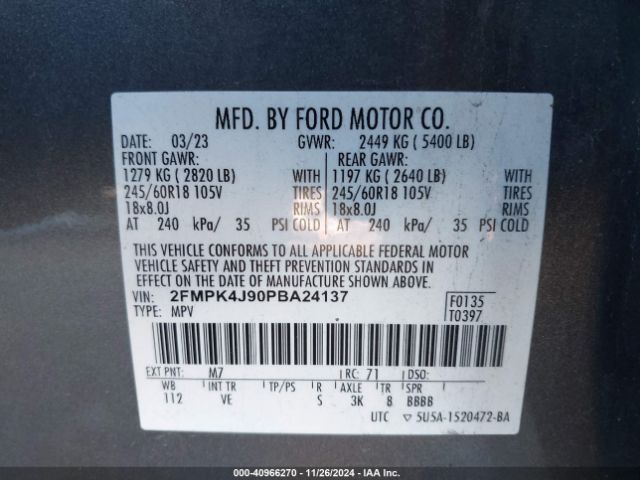 MFD. BY FORD MOTOR CO.
DATE: 03/23 GVWR: 2449 KG ( 5400 LB)
FRONT GAWR: REAR GAWR:
1279 KG ( 2820 LB) WITH 1197 KG ( 2640 LB) WITH
245/60R18 105V TIRES 245/60R18 105V TIRES
18x8.0J RIMS 18x8.0J RIMS
AT 240 kPa/ 35 PSI COLD AT 240 kPa/ 35 PSI COLD
THIS VEHICLE CONFORMS TO ALL APPLICABLE FEDERAL MOTOR
VEHICLE SAFETY AND THEFT PREVENTION STANDARDS IN
EFFECT ON THE DATE OF MANUFACTURE SHOWN ABOVE.
VIN: 2FMPK4J90PBA24137 F0135
TYPE: MPV T0397
EXT PNT: M7 RC: 71 DSO:
WB INT TR TP/PS R AXLE TR SPR
112 VE S 3K 8 BBBB
UTC ▽ 5U5A-1520472-BA
000-40966270 - 11/26/2024 - IAA Inc.